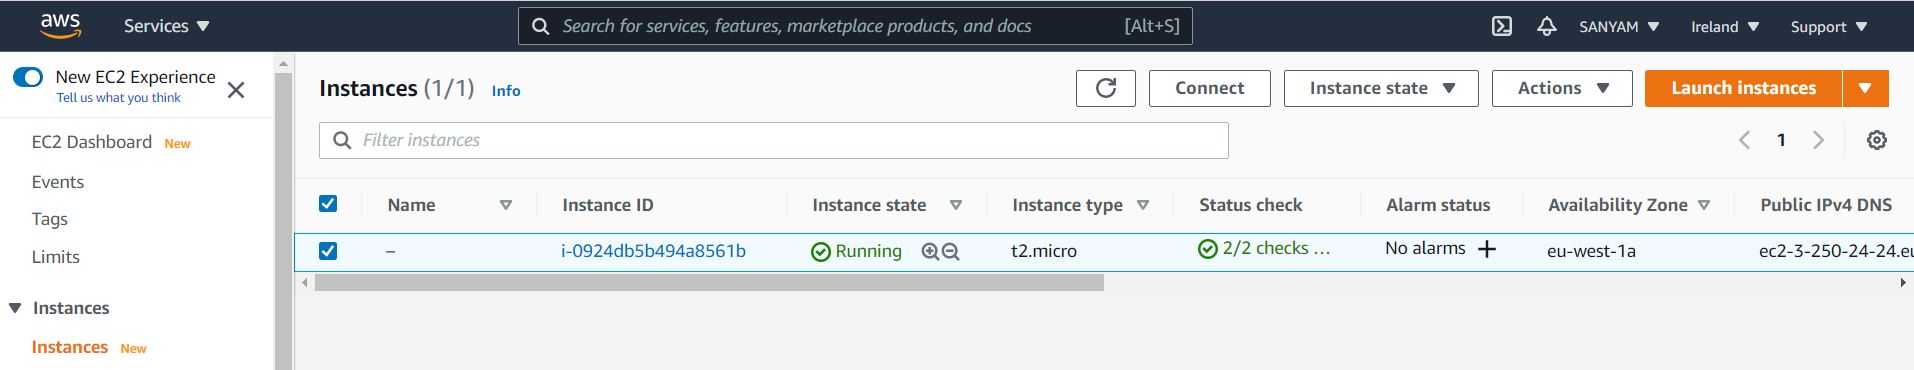 aws Services Search for services, features, marketplace products, and docs [Alt+S] SANYAM Ireland Support
New EC2 Experience
Tell us what you think
EC2 Dashboard New
Events
Tags
Limits
Instances
Instances New
Instances (1/1) Info Connect Instance state Actions Launch instances
Filter instances 1
Name Instance ID Instance state Instance type Status check Alarm status Availability Zone Public IPv4 DNS
– i-0924db5b494a8561b Running t2.micro 2/2 checks ... No alarms + eu-west-1a ec2-3-250-24-24.eu